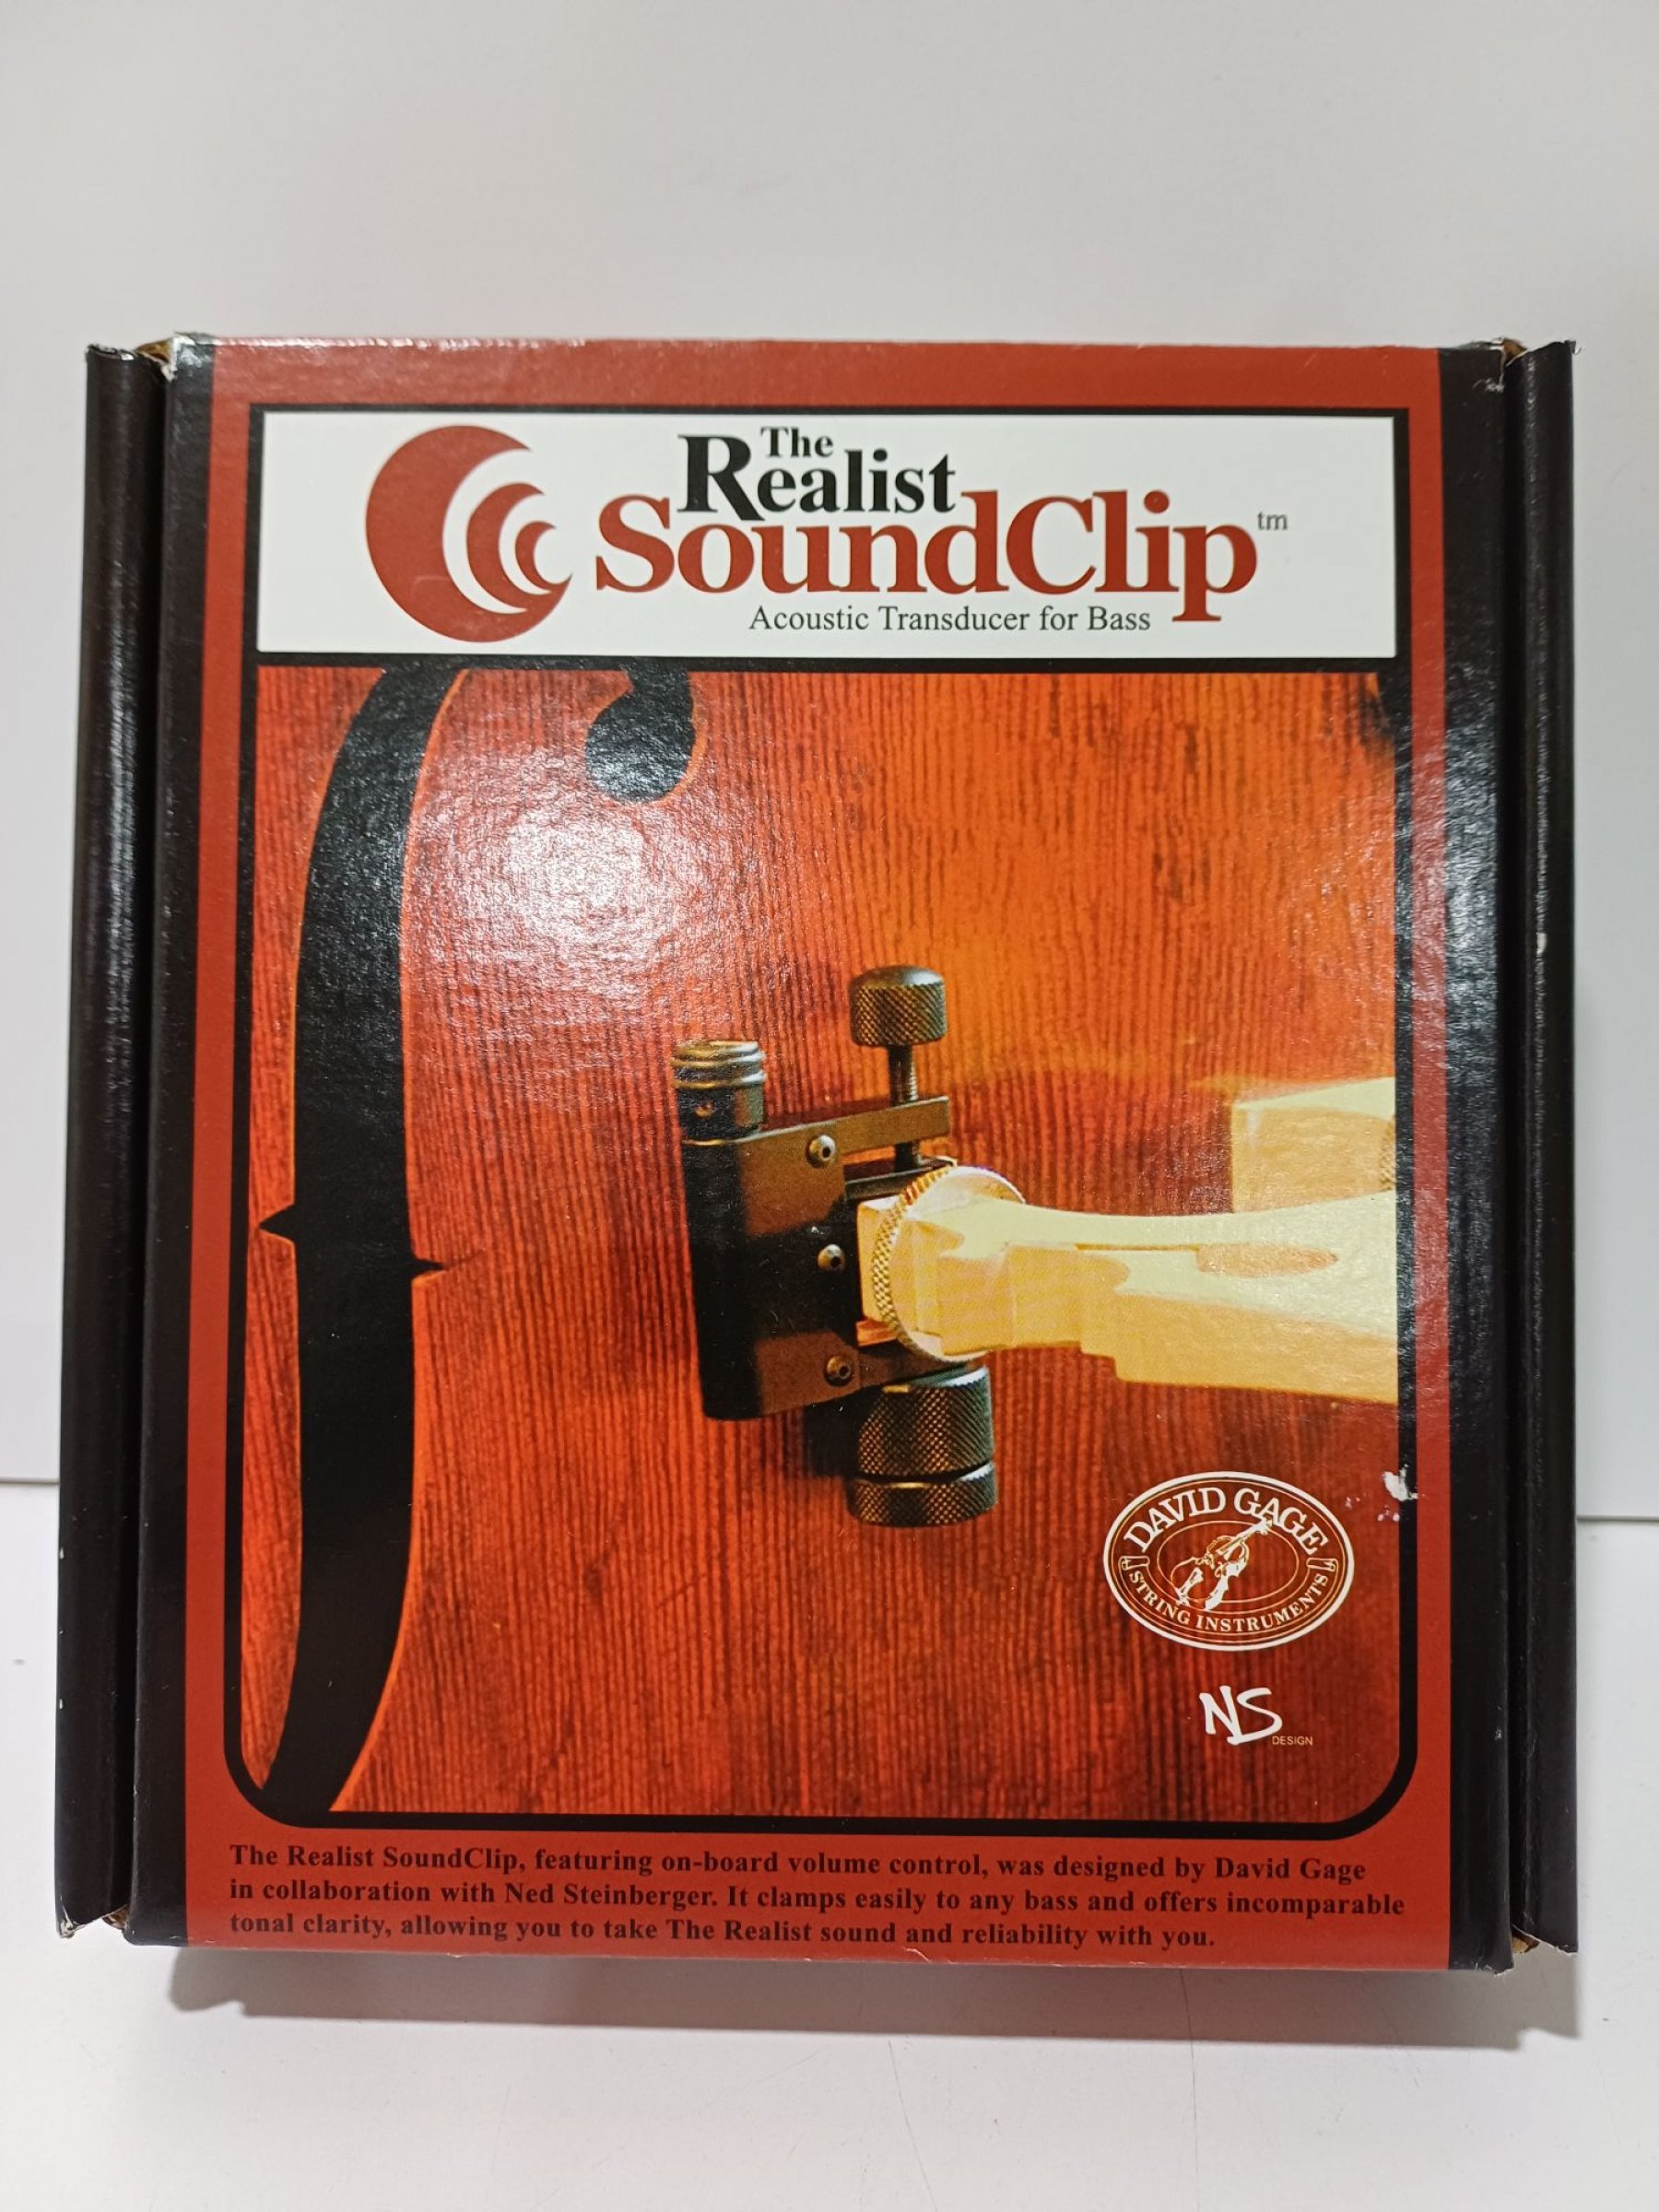 The
Realist
SoundClip tm
Acoustic Transducer for Bass
DAVID GAGE
STRING INSTRUMENTS
NS
DESIGN
The Realist SoundClip, featuring on-board volume control, was designed by David Gage
in collaboration with Ned Steinberger. It clamps easily to any bass and offers incomparable
tonal clarity, allowing you to take The Realist sound and reliability with you.